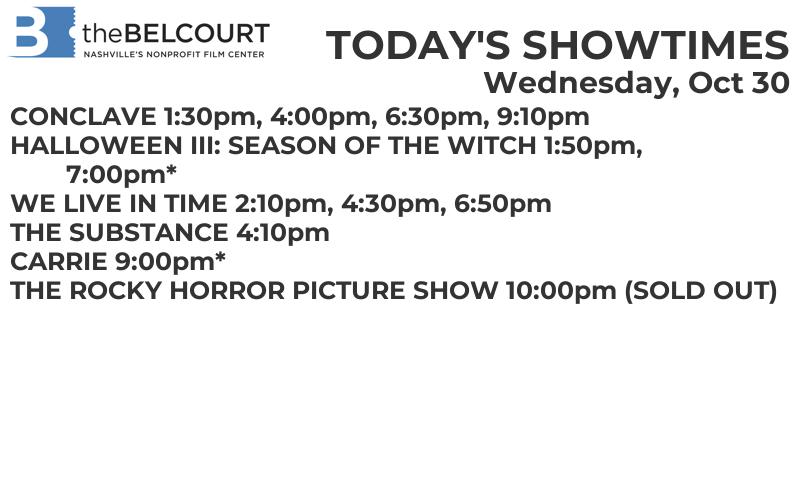 B theBELCOURT
NASHVILLE'S NONPROFIT FILM CENTER
TODAY'S SHOWTIMES
Wednesday, Oct 30
CONCLAVE 1:30pm, 4:00pm, 6:30pm, 9:10pm
HALLOWEEN III: SEASON OF THE WITCH 1:50pm,
7:00pm*
WE LIVE IN TIME 2:10pm, 4:30pm, 6:50pm
THE SUBSTANCE 4:10pm
CARRIE 9:00pm*
THE ROCKY HORROR PICTURE SHOW 10:00pm (SOLD OUT)